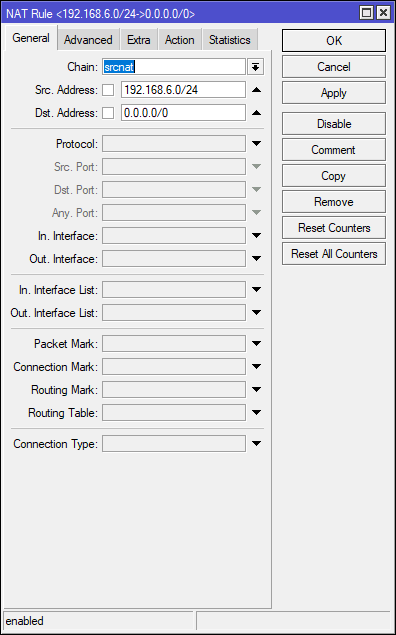 NAT Rule <192.168.6.0/24->0.0.0.0/0>
General Advanced Extra Action Statistics
OK
Chain: srcnat
Cancel
Src. Address: 192.168.6.0/24
Apply
Dst. Address: 0.0.0.0/0
Disable
Protocol:
Comment
Src. Port:
Copy
Dst. Port:
Remove
Any. Port:
Reset Counters
In. Interface:
Reset All Counters
Out. Interface:
In. Interface List:
Out. Interface List:
Packet Mark:
Connection Mark:
Routing Mark:
Routing Table:
Connection Type:
enabled